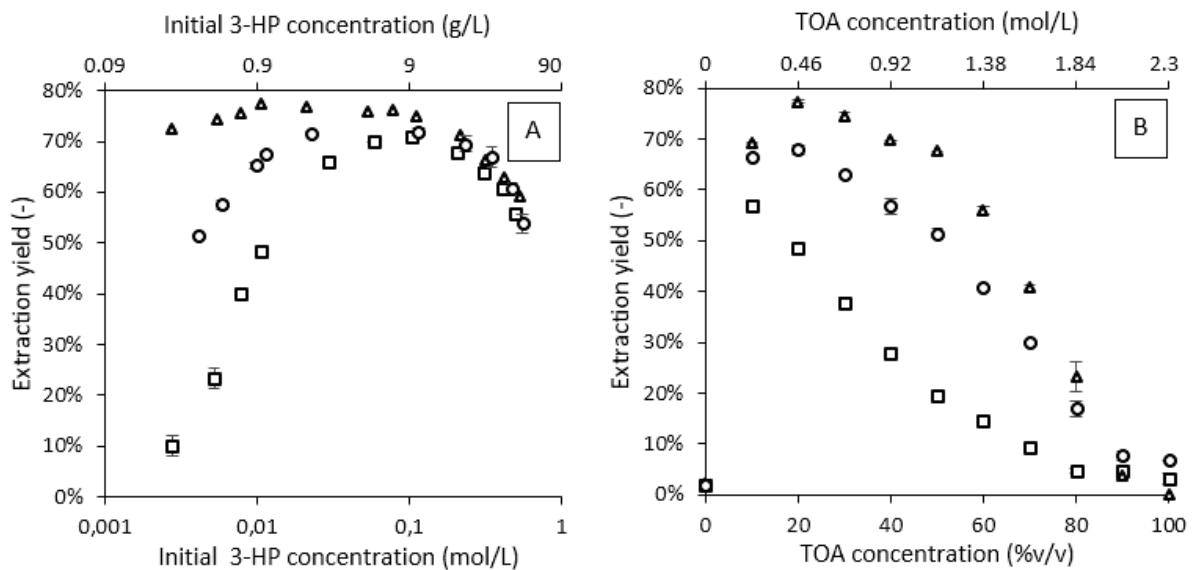 Initial 3-HP concentration (g/L)
0.09 0.9 9 90
80%
70%
60%
50%
40%
30%
20%
10%
0%
Extraction yield (-)
A
0,001 0,01 0,1 1
Initial 3-HP concentration (mol/L)
TOA concentration (mol/L)
0 0.46 0.92 1.38 1.84 2.3
80%
70%
60%
50%
40%
30%
20%
10%
0%
Extraction yield (-)
B
0 20 40 60 80 100
TOA concentration (%v/v)